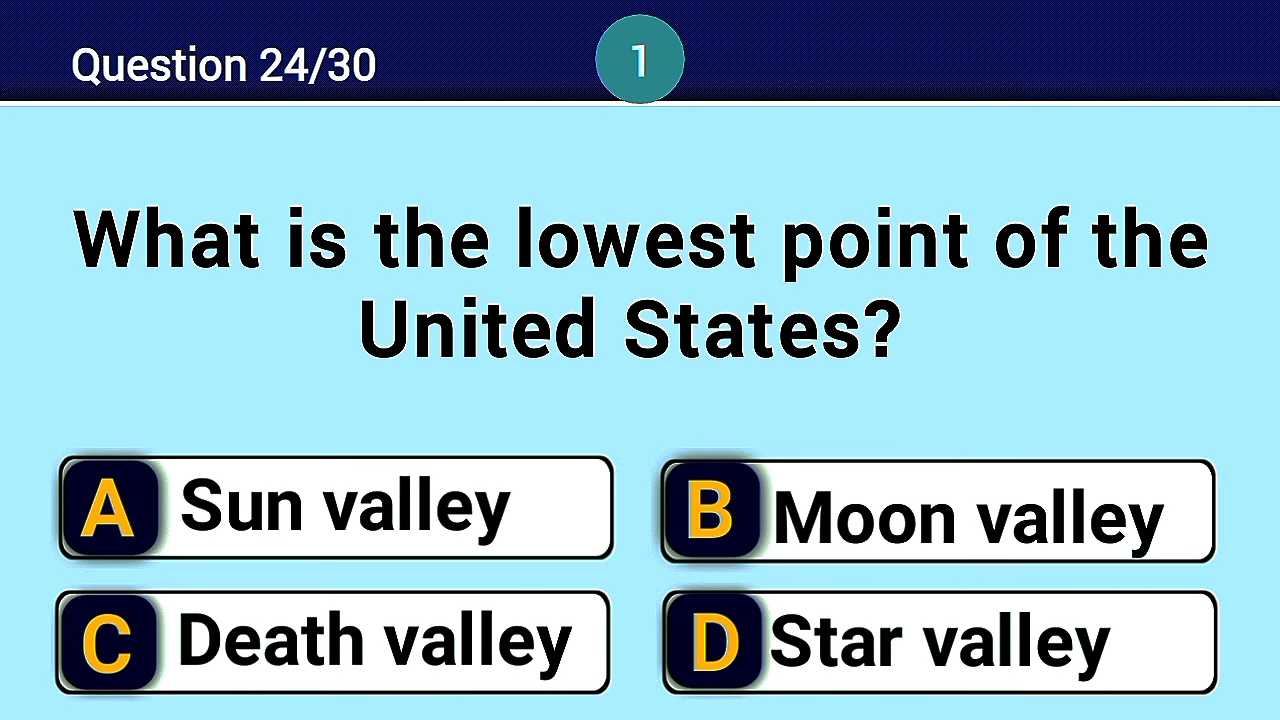 Question 24/30
1
What is the lowest point of the
United States?
A Sun valley
B Moon valley
C Death valley
D Star valley